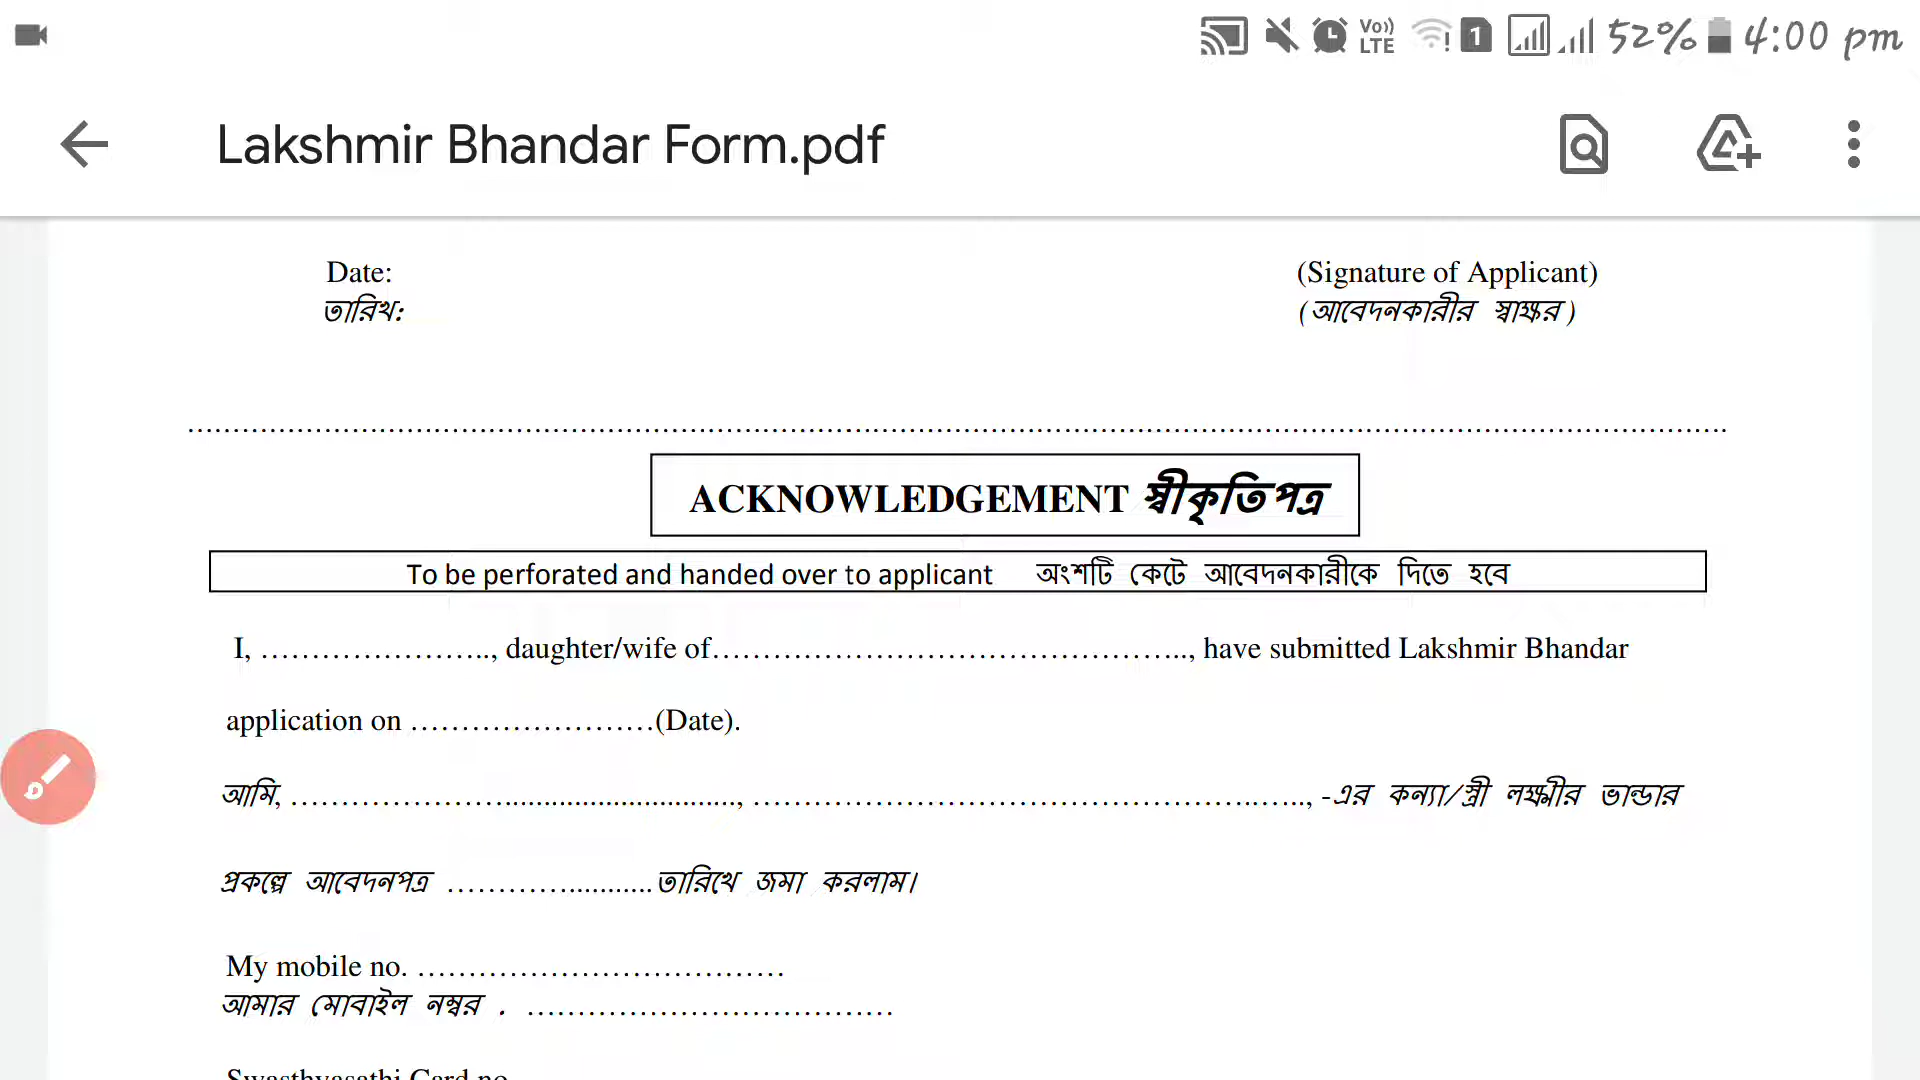 Vo)) LTE 1 52% 4:00 pm
Lakshmir Bhandar Form.pdf
Date: (Signature of Applicant)
তারিখ: (আবেদনকারীর স্বাক্ষর)
........................................................................................................................
ACKNOWLEDGEMENT স্বীকৃতিপত্র
To be perforated and handed over to applicant অংশটি কেটে আবেদনকারীকে দিতে হবে
I, …………………….., daughter/wife of………………………………………….., have submitted Lakshmir Bhandar
application on ……………………(Date).
আমি, …………………................................, …………………………………………….…..., -এর কন্যা/স্ত্রী লক্ষ্মীর ভান্ডার
প্রকল্পে আবেদনপত্র …………............তারিখে জমা করলাম।
My mobile no. ………………………………
আমার মোবাইল নম্বর . ………………………………
Swasthyasathi Card no